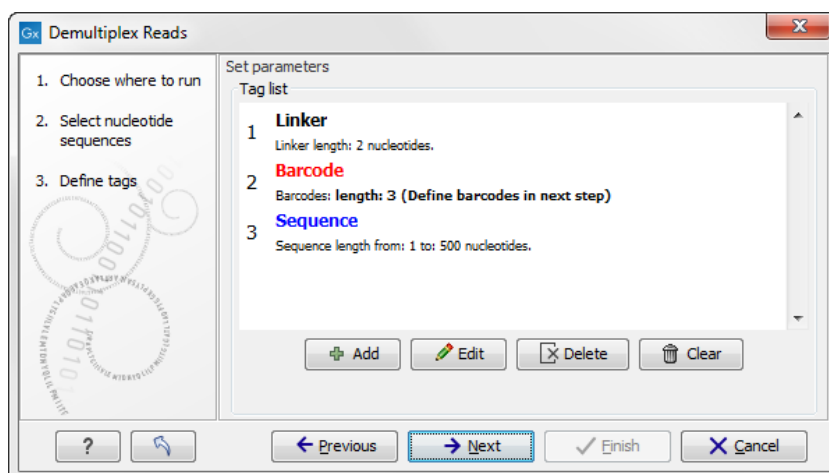 Gx Demultiplex Reads
X
1. Choose where to run
2. Select nucleotide
sequences
3. Define tags
Set parameters
Tag list
1 Linker
Linker length: 2 nucleotides.
2 Barcode
Barcodes: length: 3 (Define barcodes in next step)
3 Sequence
Sequence length from: 1 to: 500 nucleotides.
Add Edit Delete Clear
? Previous Next Finish Cancel